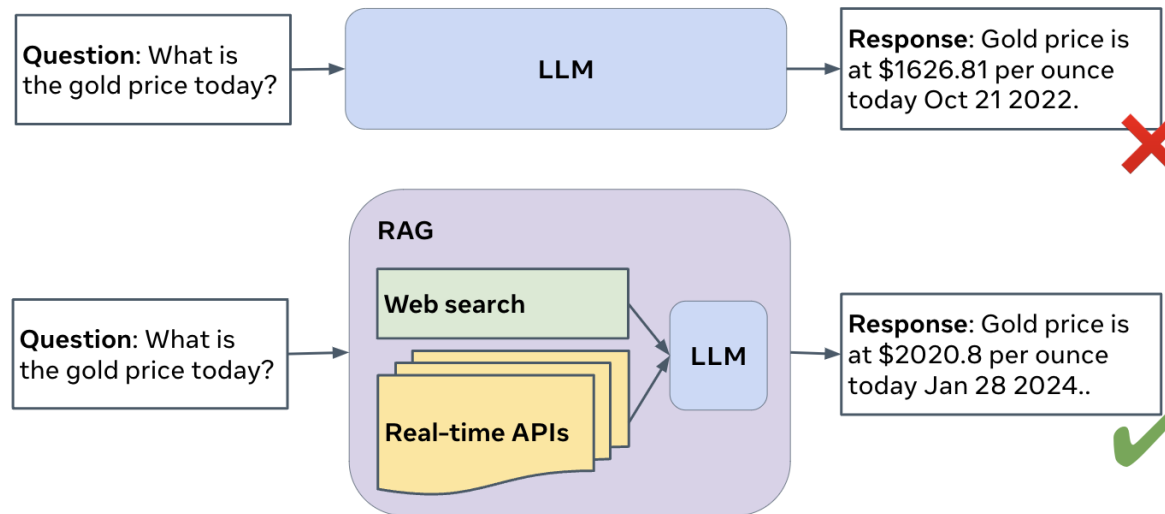 Question: What is
the gold price today?
LLM
Response: Gold price is
at $1626.81 per ounce
today Oct 21 2022.
RAG
Web search
Question: What is
the gold price today?
LLM
Real-time APIs
Response: Gold price is
at $2020.8 per ounce
today Jan 28 2024..